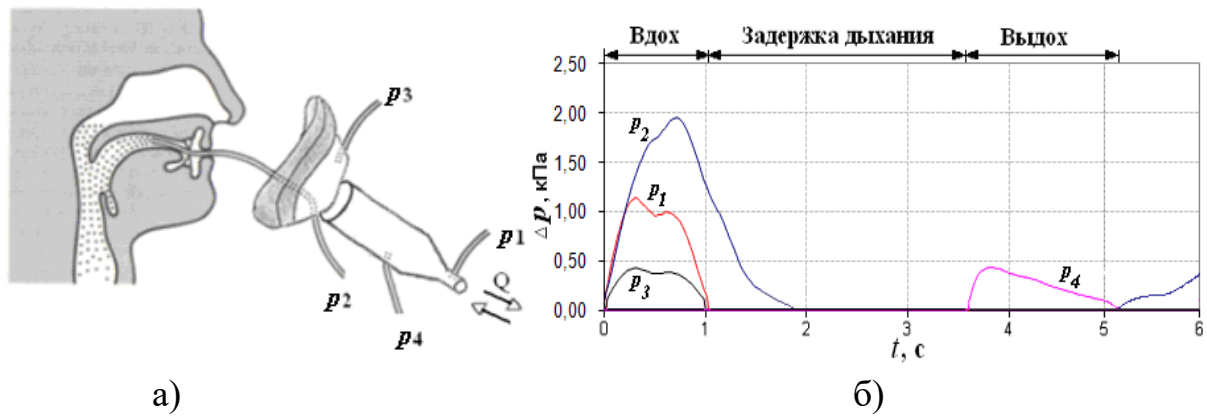 p3
p1
Q
p2
p4
а)
Вдох
Задержка дыхания
Выдох
Δp, кПа
2,50
2,00
1,50
1,00
0,50
0,00
p2
p1
p3
p4
0
1
2
3
4
5
6
t, с
б)